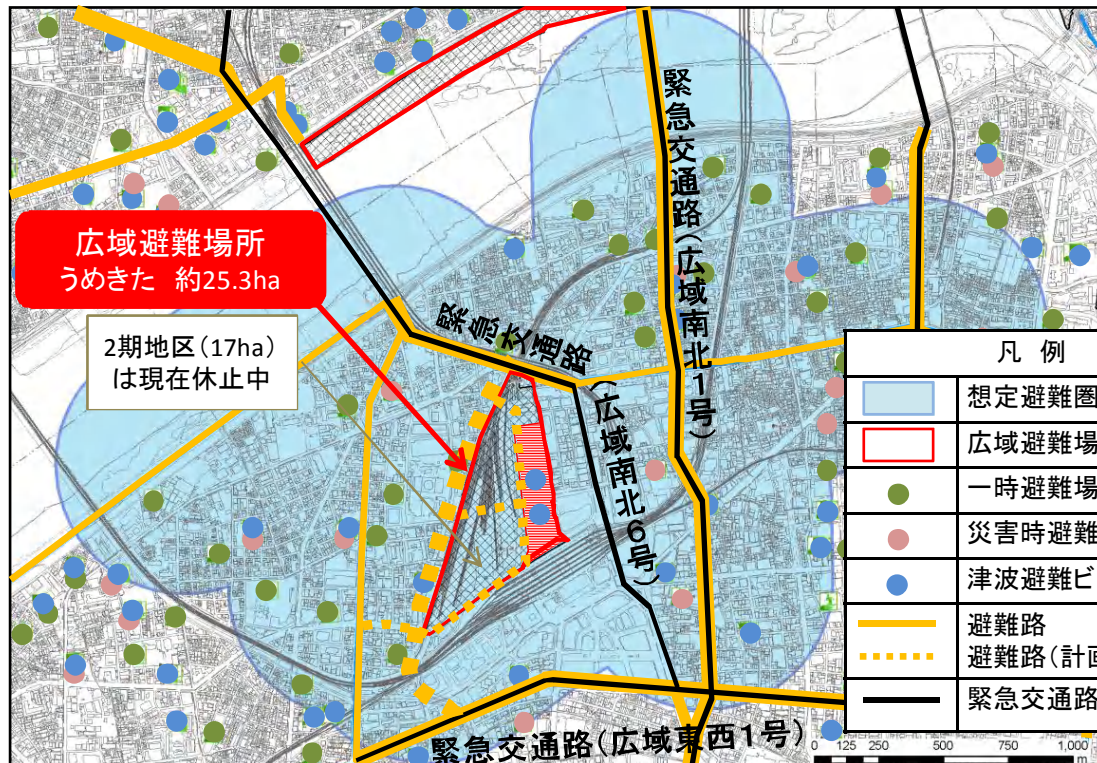 広域避難場所
うめきた 約25.3ha
2期地区(17ha)
は現在休止中
緊急交通路(広域南北1号)
緊急交通路(広域南北6号)
緊急交通路(広域東西1号)
凡 例
想定避難圏
広域避難場
一時避難場
災害時避難
津波避難ビ
避難路
避難路(計画
緊急交通路
0 125 250 500 750 1,000
m